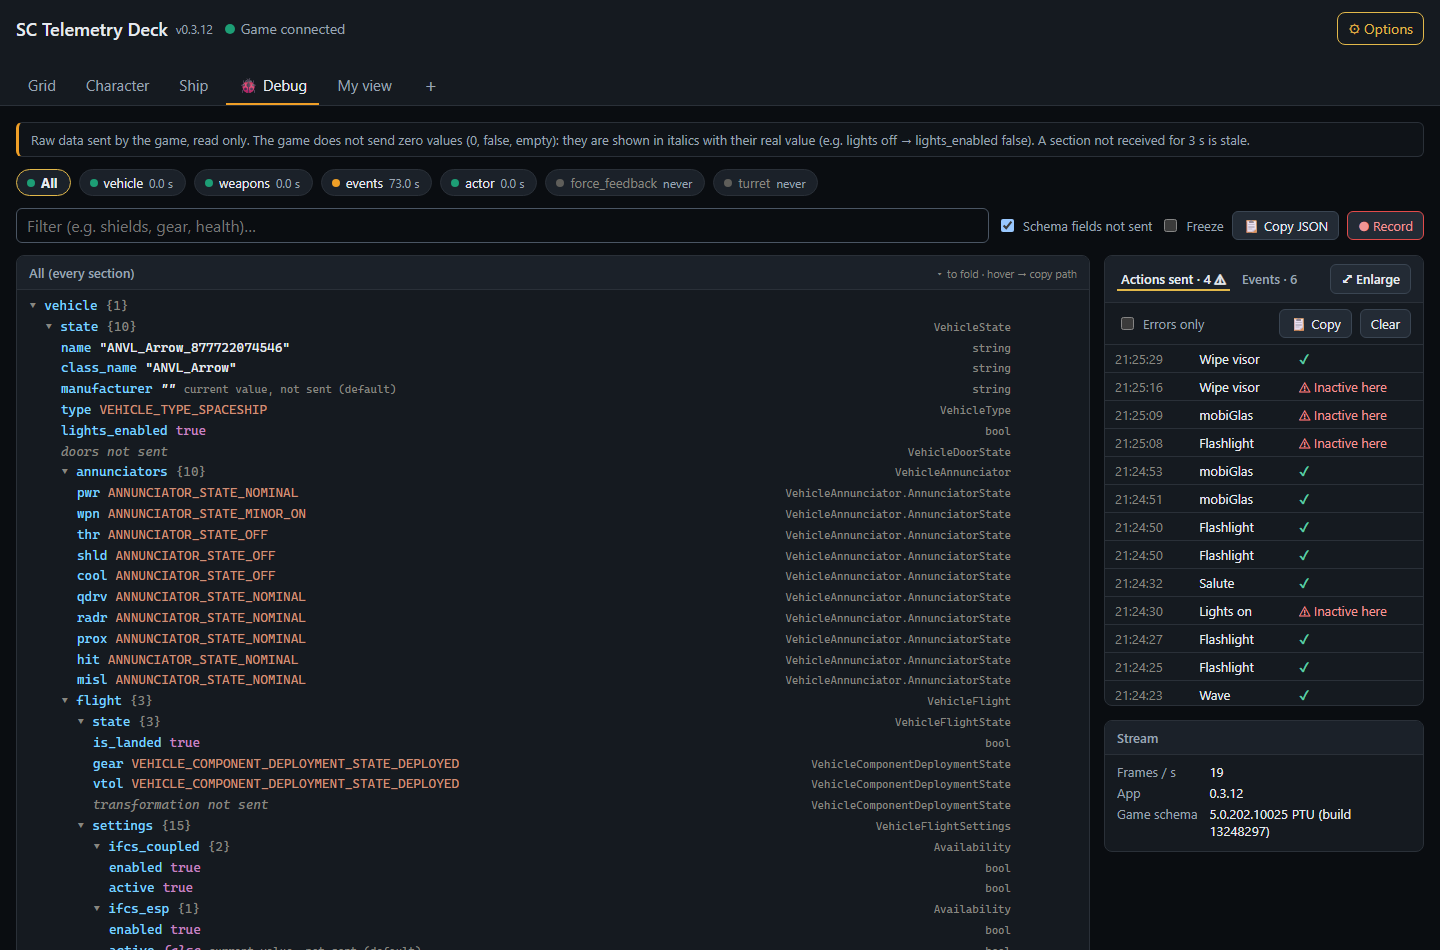 SC Telemetry Deck v0.3.12 Game connected
Options
Grid Character Ship Debug My view +
Raw data sent by the game, read only. The game does not send zero values (0, false, empty): they are shown in italics with their real value (e.g. lights off → lights_enabled false). A section not received for 3 s is stale.
All vehicle 0.0 s weapons 0.0 s events 73.0 s actor 0.0 s force_feedback never turret never
Filter (e.g. shields, gear, health)...
Schema fields not sent Freeze Copy JSON Record
All (every section) to fold · hover → copy path
vehicle {1}
state {10} VehicleState
name "ANVL_Arrow_877722074546" string
class_name "ANVL_Arrow" string
manufacturer "" current value, not sent (default) string
type VEHICLE_TYPE_SPACESHIP VehicleType
lights_enabled true bool
doors not sent VehicleDoorState
annunciators {10} VehicleAnnunciator
pwr ANNUNCIATOR_STATE_NOMINAL VehicleAnnunciator.AnnunciatorState
wpn ANNUNCIATOR_STATE_MINOR_ON VehicleAnnunciator.AnnunciatorState
thr ANNUNCIATOR_STATE_OFF VehicleAnnunciator.AnnunciatorState
shld ANNUNCIATOR_STATE_OFF VehicleAnnunciator.AnnunciatorState
cool ANNUNCIATOR_STATE_OFF VehicleAnnunciator.AnnunciatorState
qdrv ANNUNCIATOR_STATE_NOMINAL VehicleAnnunciator.AnnunciatorState
radr ANNUNCIATOR_STATE_NOMINAL VehicleAnnunciator.AnnunciatorState
prox ANNUNCIATOR_STATE_NOMINAL VehicleAnnunciator.AnnunciatorState
hit ANNUNCIATOR_STATE_NOMINAL VehicleAnnunciator.AnnunciatorState
misl ANNUNCIATOR_STATE_NOMINAL VehicleAnnunciator.AnnunciatorState
flight {3} VehicleFlight
state {3} VehicleFlightState
is_landed true bool
gear VEHICLE_COMPONENT_DEPLOYMENT_STATE_DEPLOYED VehicleComponentDeploymentState
vtol VEHICLE_COMPONENT_DEPLOYMENT_STATE_DEPLOYED VehicleComponentDeploymentState
transformation not sent VehicleComponentDeploymentState
settings {15} VehicleFlightSettings
ifcs_coupled {2} Availability
enabled true bool
active true bool
ifcs_esp {1} Availability
enabled true bool
active false current value, not sent (default) bool
Actions sent · 4 ⚠ Events · 6 Enlarge
Errors only Copy Clear
21:25:29 Wipe visor ✓
21:25:16 Wipe visor ⚠ Inactive here
21:25:09 mobiGlas ⚠ Inactive here
21:25:08 Flashlight ⚠ Inactive here
21:24:53 mobiGlas ✓
21:24:51 mobiGlas ✓
21:24:50 Flashlight ✓
21:24:50 Flashlight ✓
21:24:32 Salute ✓
21:24:30 Lights on ⚠ Inactive here
21:24:27 Flashlight ✓
21:24:25 Flashlight ✓
21:24:23 Wave ✓
Stream
Frames / s 19
App 0.3.12
Game schema 5.0.202.10025 PTU (build
13248297)